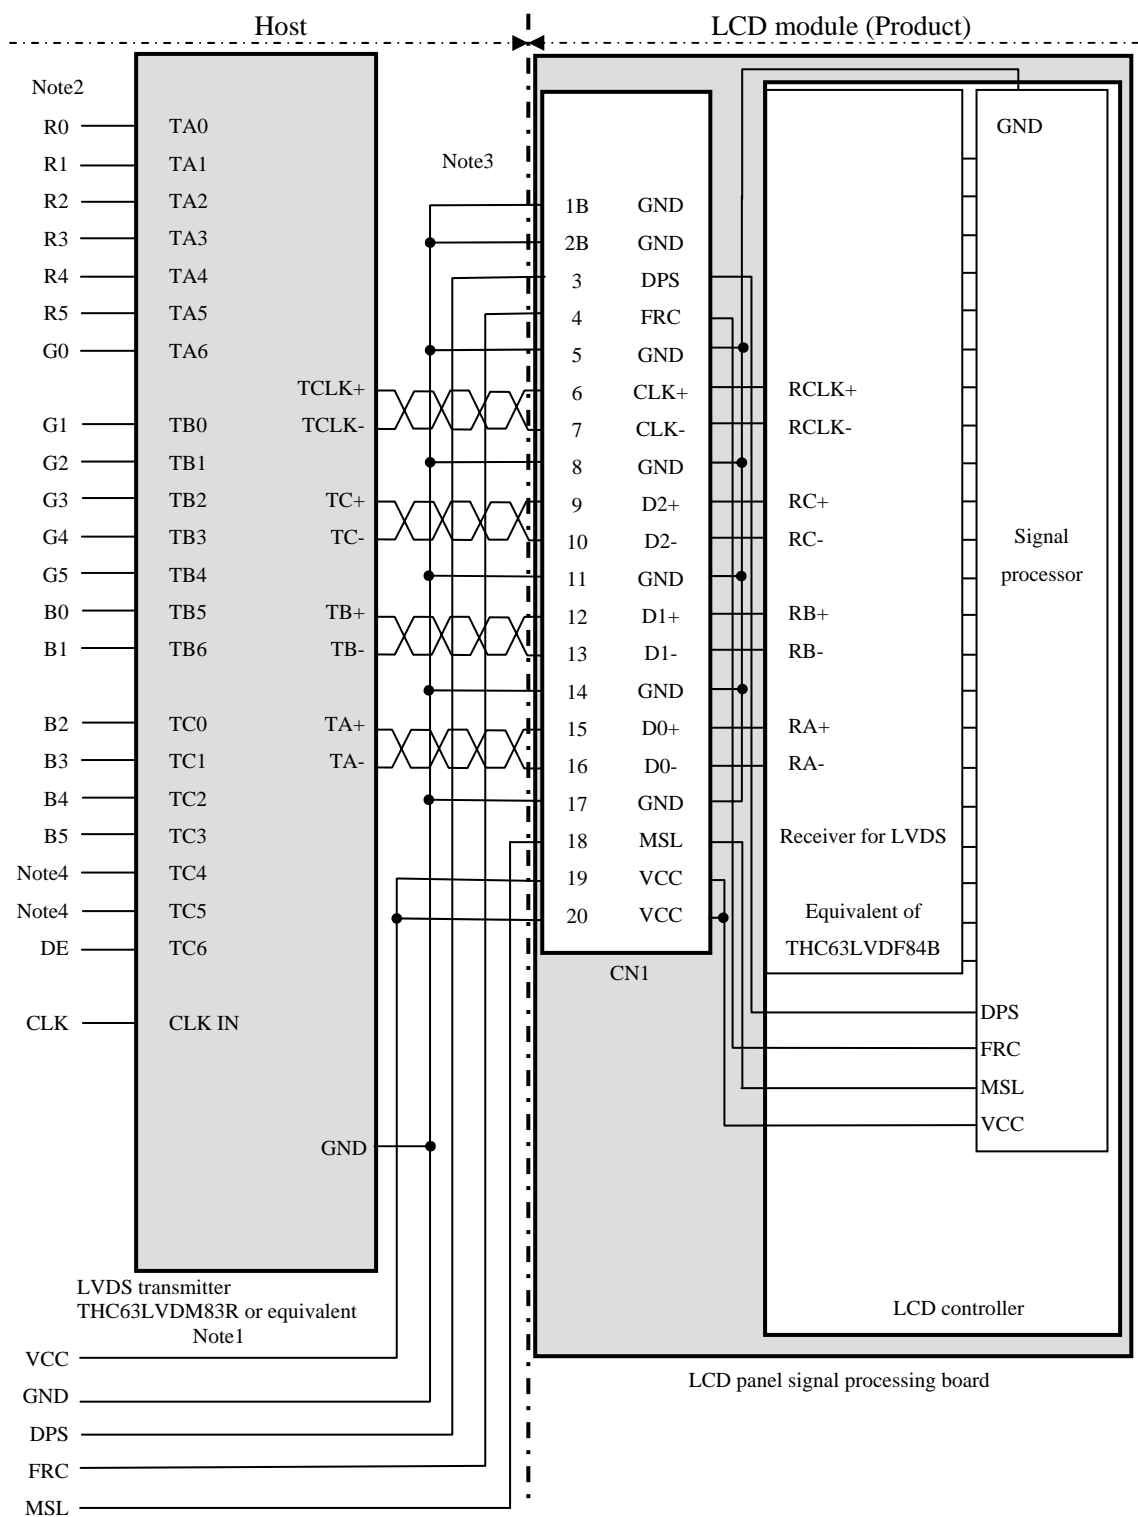 Host
LCD module (Product)
Note2
R0 TA0
R1 TA1
R2 TA2
R3 TA3
R4 TA4
R5 TA5
G0 TA6
TCLK+
G1 TB0 TCLK-
G2 TB1
G3 TB2 TC+
G4 TB3 TC-
G5 TB4
B0 TB5 TB+
B1 TB6 TB-
B2 TC0 TA+
B3 TC1 TA-
B4 TC2
B5 TC3
Note4 TC4
Note4 TC5
DE TC6
CLK CLK IN
GND
LVDS transmitter
THC63LVDM83R or equivalent
Note1
VCC
GND
DPS
FRC
MSL
Note3
1B GND
2B GND
3 DPS
4 FRC
5 GND
6 CLK+
7 CLK-
8 GND
9 D2+
10 D2-
11 GND
12 D1+
13 D1-
14 GND
15 D0+
16 D0-
17 GND
18 MSL
19 VCC
20 VCC
CN1
RCLK+
RCLK-
RC+
RC-
RB+
RB-
RA+
RA-
Receiver for LVDS
Equivalent of
THC63LVDF84B
GND
Signal
processor
DPS
FRC
MSL
VCC
LCD controller
LCD panel signal processing board